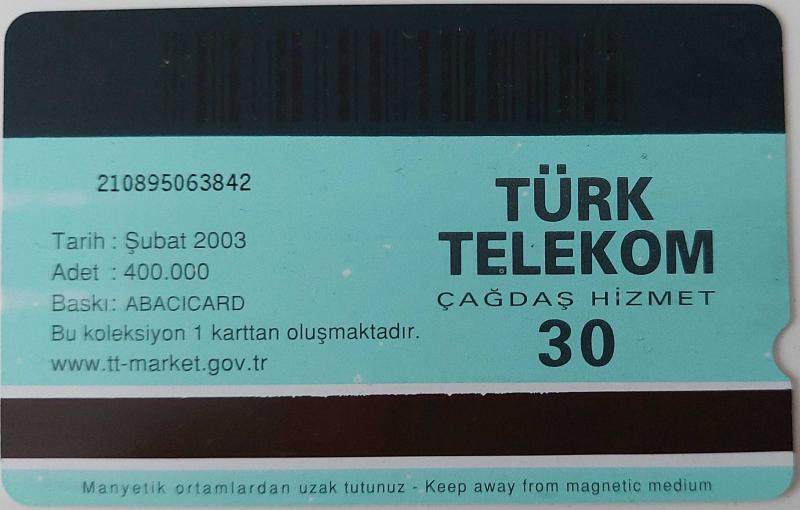 210895063842
Tarih : Şubat 2003
Adet : 400.000
Baskı: ABACICARD
Bu koleksiyon 1 karttan oluşmaktadır.
www.tt-market.gov.tr
TÜRK
TELEKOM
ÇAĞDAŞ HİZMET
30
Manyetik ortamlardan uzak tutunuz - Keep away from magnetic medium